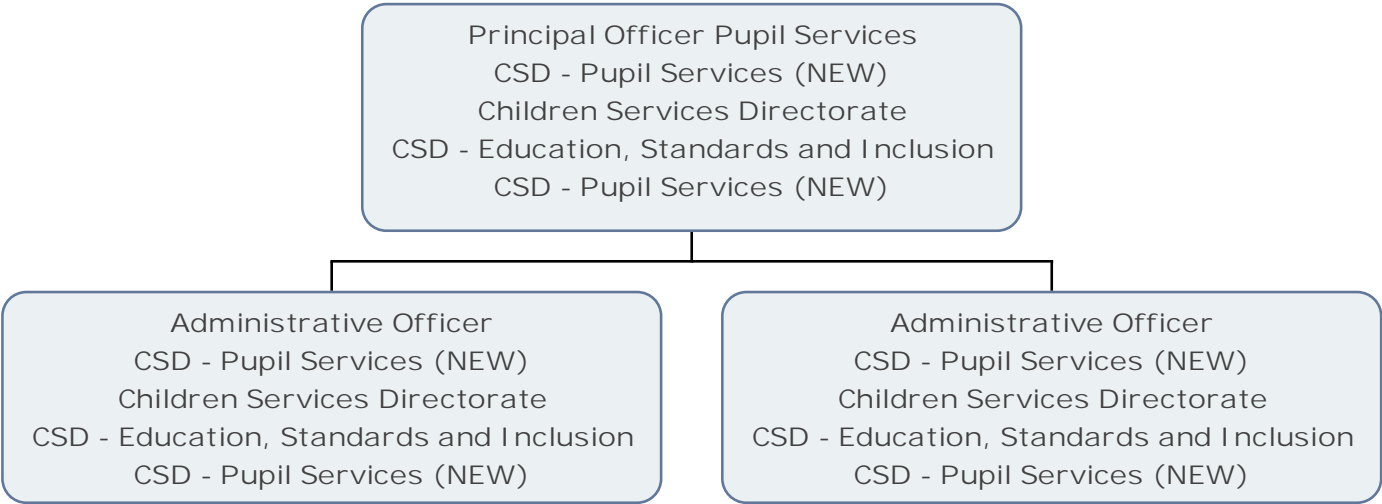 Principal Officer Pupil Services
CSD - Pupil Services (NEW)
Children Services Directorate
CSD - Education, Standards and Inclusion
CSD - Pupil Services (NEW)
Administrative Officer
CSD - Pupil Services (NEW)
Children Services Directorate
CSD - Education, Standards and Inclusion
CSD - Pupil Services (NEW)
Administrative Officer
CSD - Pupil Services (NEW)
Children Services Directorate
CSD - Education, Standards and Inclusion
CSD - Pupil Services (NEW)